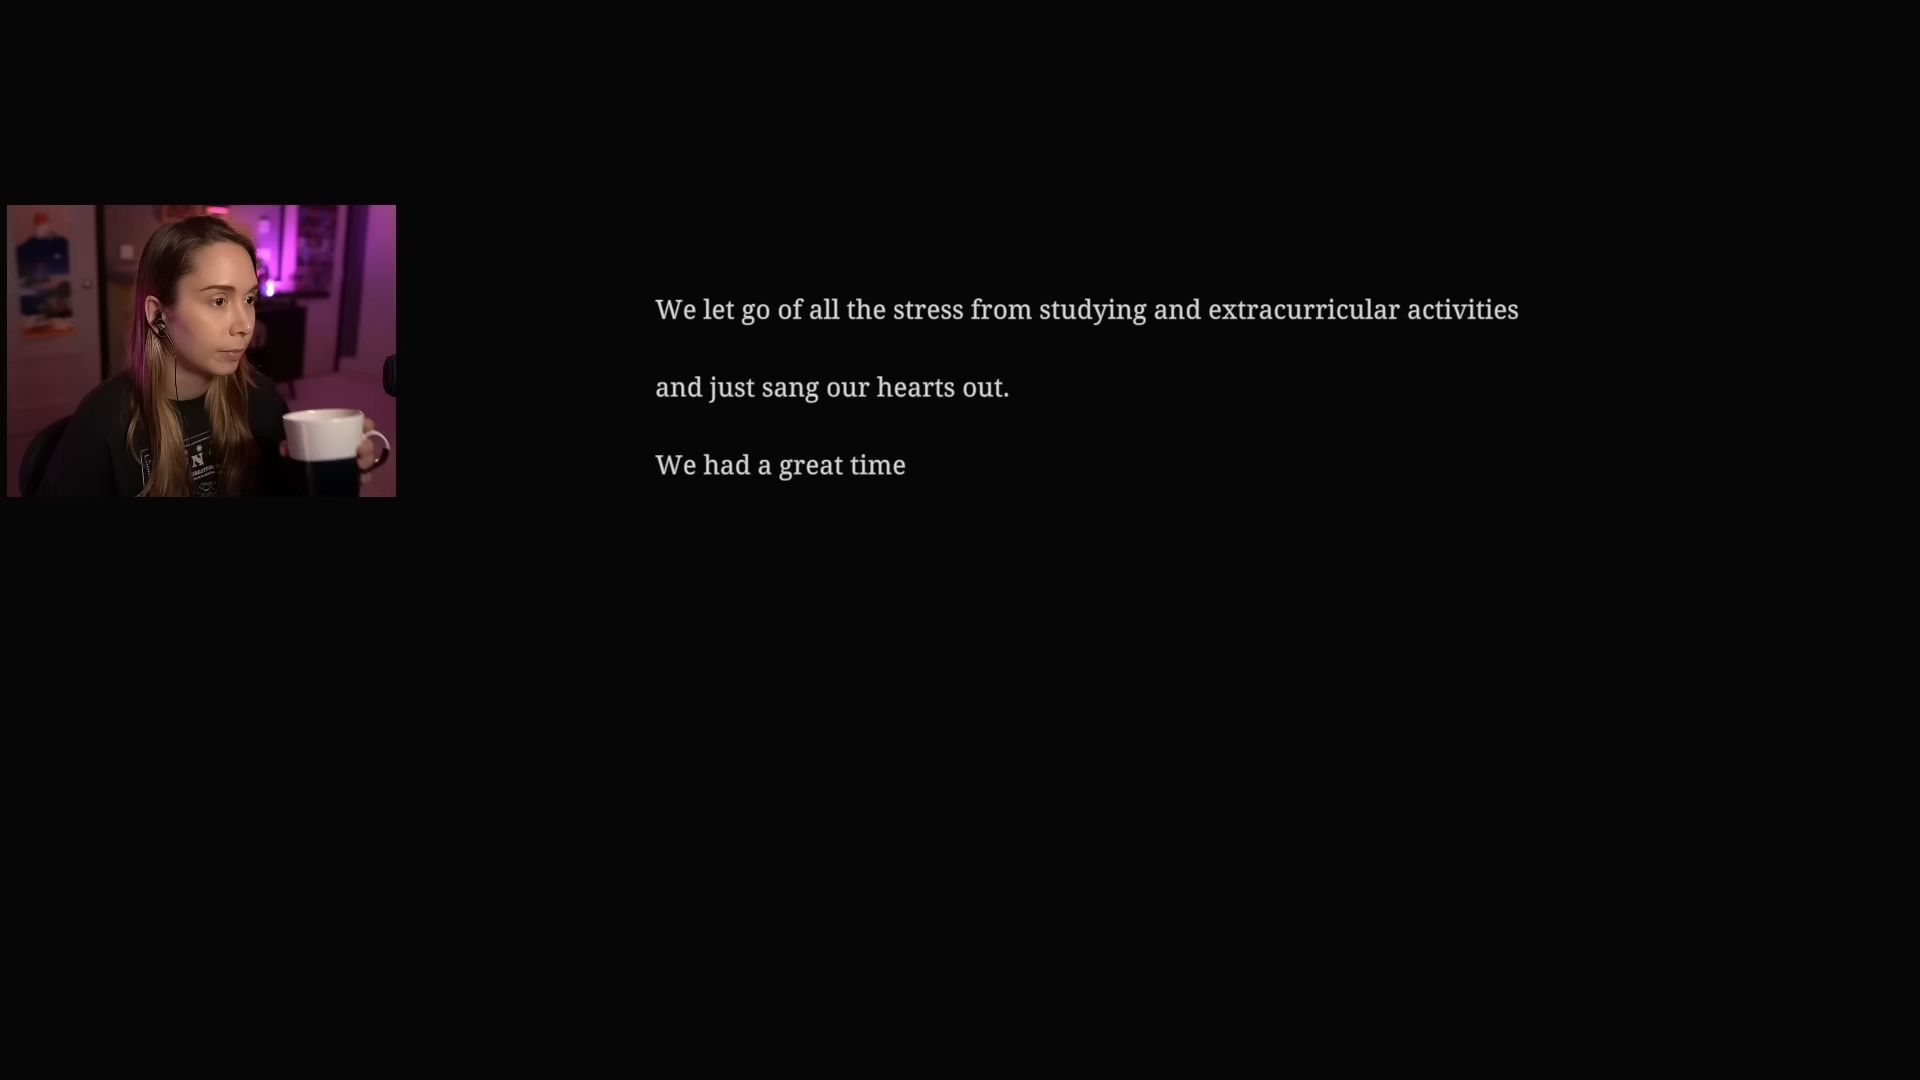 We let go of all the stress from studying and extracurricular activities
and just sang our hearts out.
We had a great time